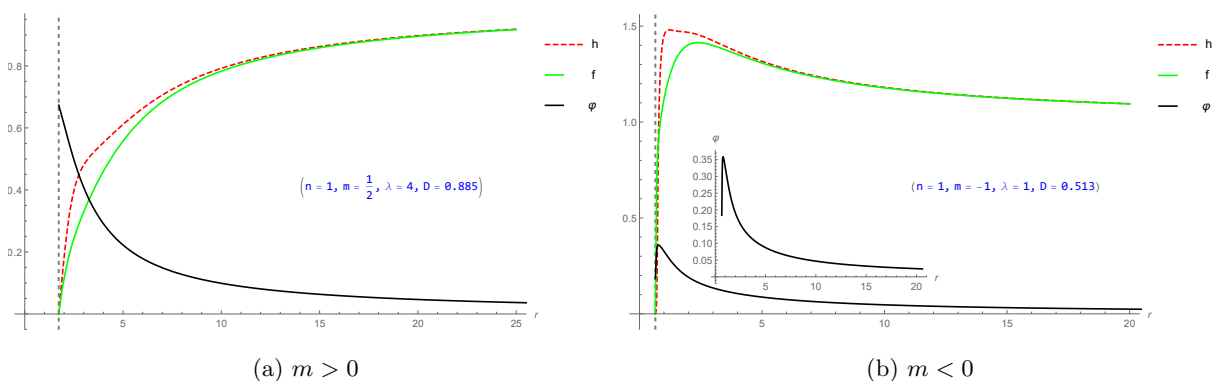 h
f
φ
0.8
0.6
0.4
0.2
5 10 15 20 25 r
(n = 1, m = 1/2, λ = 4, D = 0.885)
(a) m > 0
h
f
φ
1.5
1.0
0.5
5 10 15 20 r
φ
0.35
0.30
0.25
0.20
0.15
0.10
0.05
5 10 15 20 r
(n = 1, m = −1, λ = 1, D = 0.513)
(b) m < 0